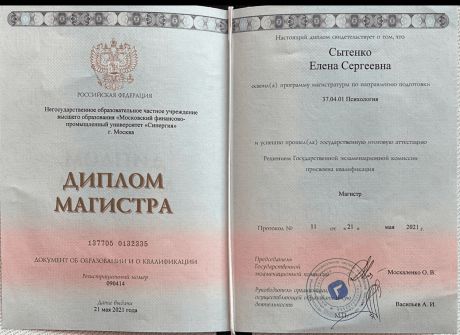 РОССИЙСКАЯ ФЕДЕРАЦИЯ
Негосударственное образовательное частное учреждение
высшего образования «Московский финансово-
промышленный университет «Синергия»
г. Москва
ДИПЛОМ
МАГИСТРА
137705 0132335
ДОКУМЕНТ ОБ ОБРАЗОВАНИИ И О КВАЛИФИКАЦИИ
Регистрационный номер
090414
Дата выдачи
21 мая 2021 года
Настоящий диплом свидетельствует о том, что
Сытенко
Елена Сергеевна
освоил(а) программу магистратуры по направлению подготовки
37.04.01 Психология
и успешно прошел(ла) государственную итоговую аттестацию
Решением Государственной экзаменационной комиссии
присвоена квалификация
Магистр
Протокол № 11 от «21» мая 2021 г.
Председатель
Государственной
экзаменационной комиссии
Москаленко О. В.
Руководитель организации,
осуществляющей образовательную
деятельность
Васильев А. И.
М.П.